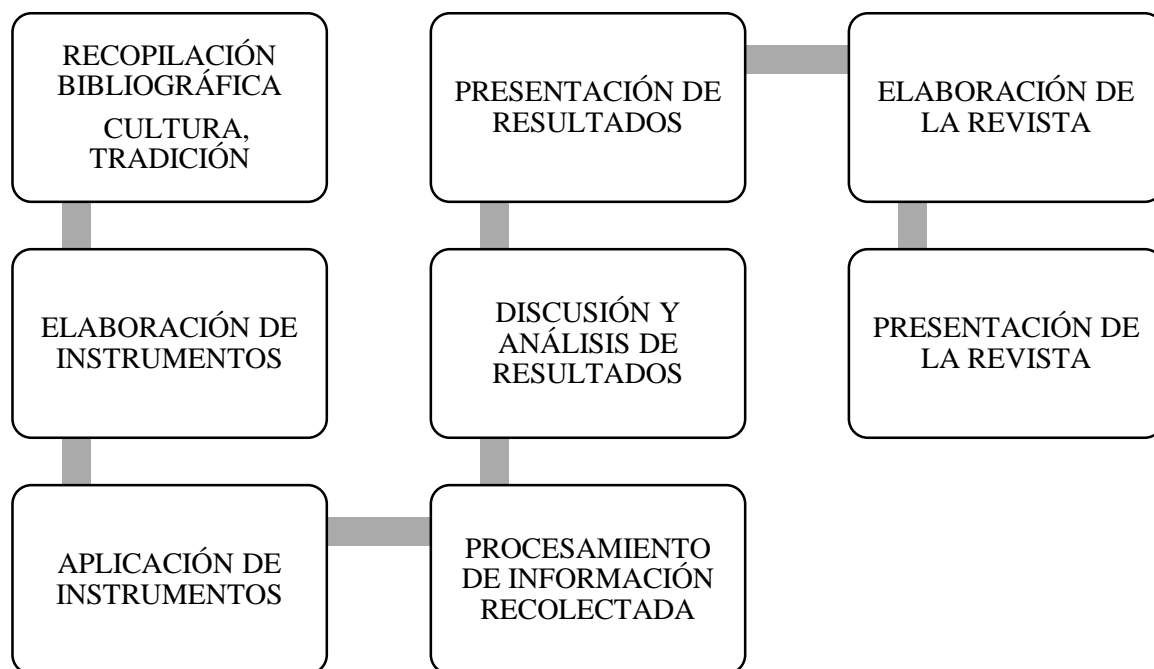 RECOPILACIÓN
BIBLIOGRÁFICA
CULTURA,
TRADICIÓN
ELABORACIÓN DE
INSTRUMENTOS
APLICACIÓN DE
INSTRUMENTOS
PROCESAMIENTO
DE INFORMACIÓN
RECOLECTADA
DISCUSIÓN Y
ANÁLISIS DE
RESULTADOS
PRESENTACIÓN DE
RESULTADOS
ELABORACIÓN DE
LA REVISTA
PRESENTACIÓN DE
LA REVISTA